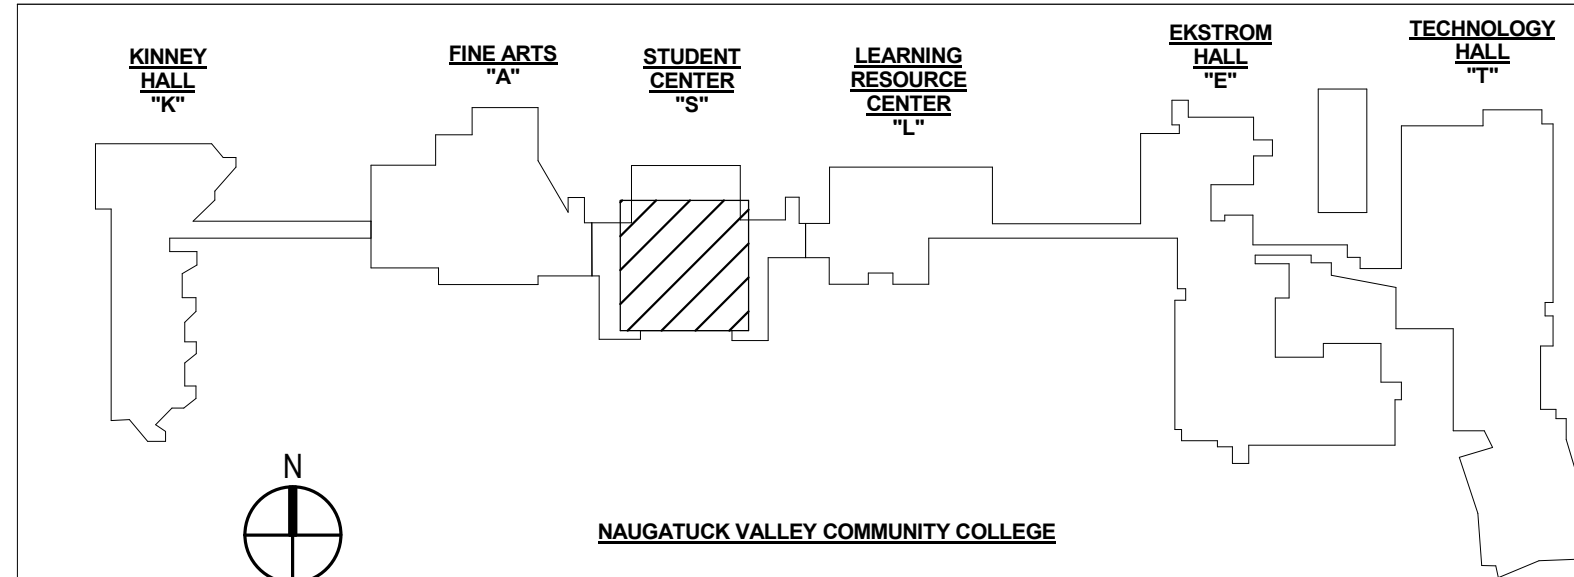 KINNEY
HALL
"K"
FINE ARTS
"A"
STUDENT
CENTER
"S"
LEARNING
RESOURCE
CENTER
"L"
EKSTROM
HALL
"E"
TECHNOLOGY
HALL
"T"
N
NAUGATUCK VALLEY COMMUNITY COLLEGE